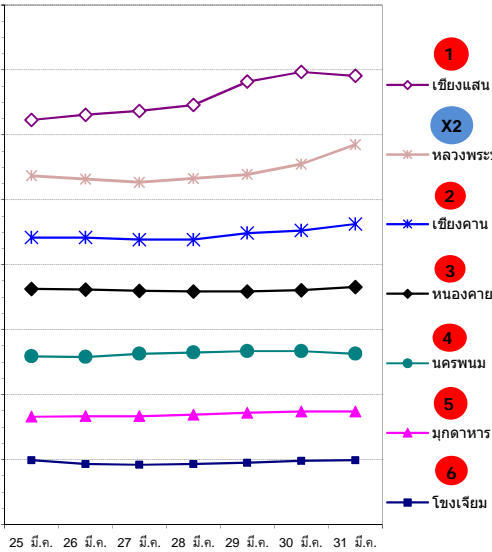 1
เชียงแสน
X2
หลวงพระบ
2
เชียงคาน
3
หนองคาย
4
นครพนม
5
มุกดาหาร
6
โขงเจียม
25 มี.ค. 26 มี.ค. 27 มี.ค. 28 มี.ค. 29 มี.ค. 30 มี.ค. 31 มี.ค.